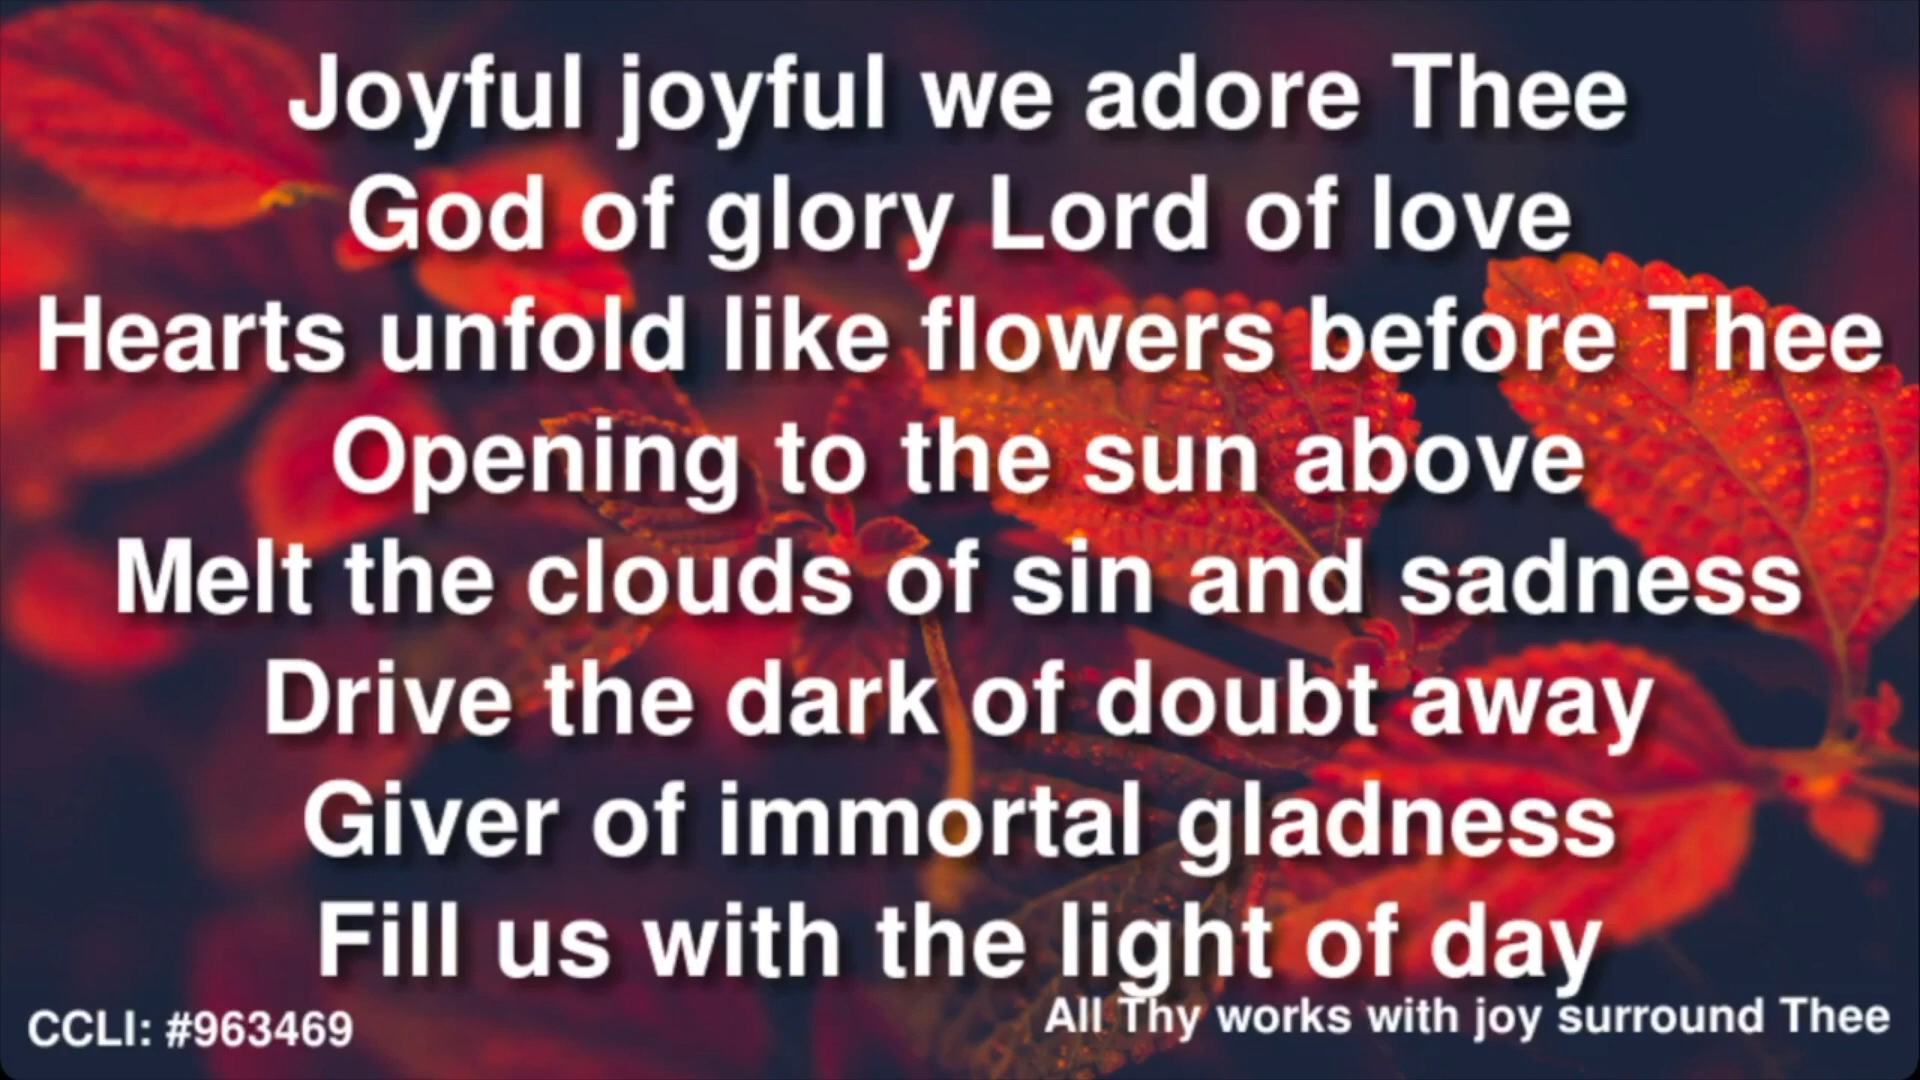 Joyful joyful we adore Thee
God of glory Lord of love
Hearts unfold like flowers before Thee
Opening to the sun above
Melt the clouds of sin and sadness
Drive the dark of doubt away
Giver of immortal gladness
Fill us with the light of day
CCLI: #963469
All Thy works with joy surround Thee